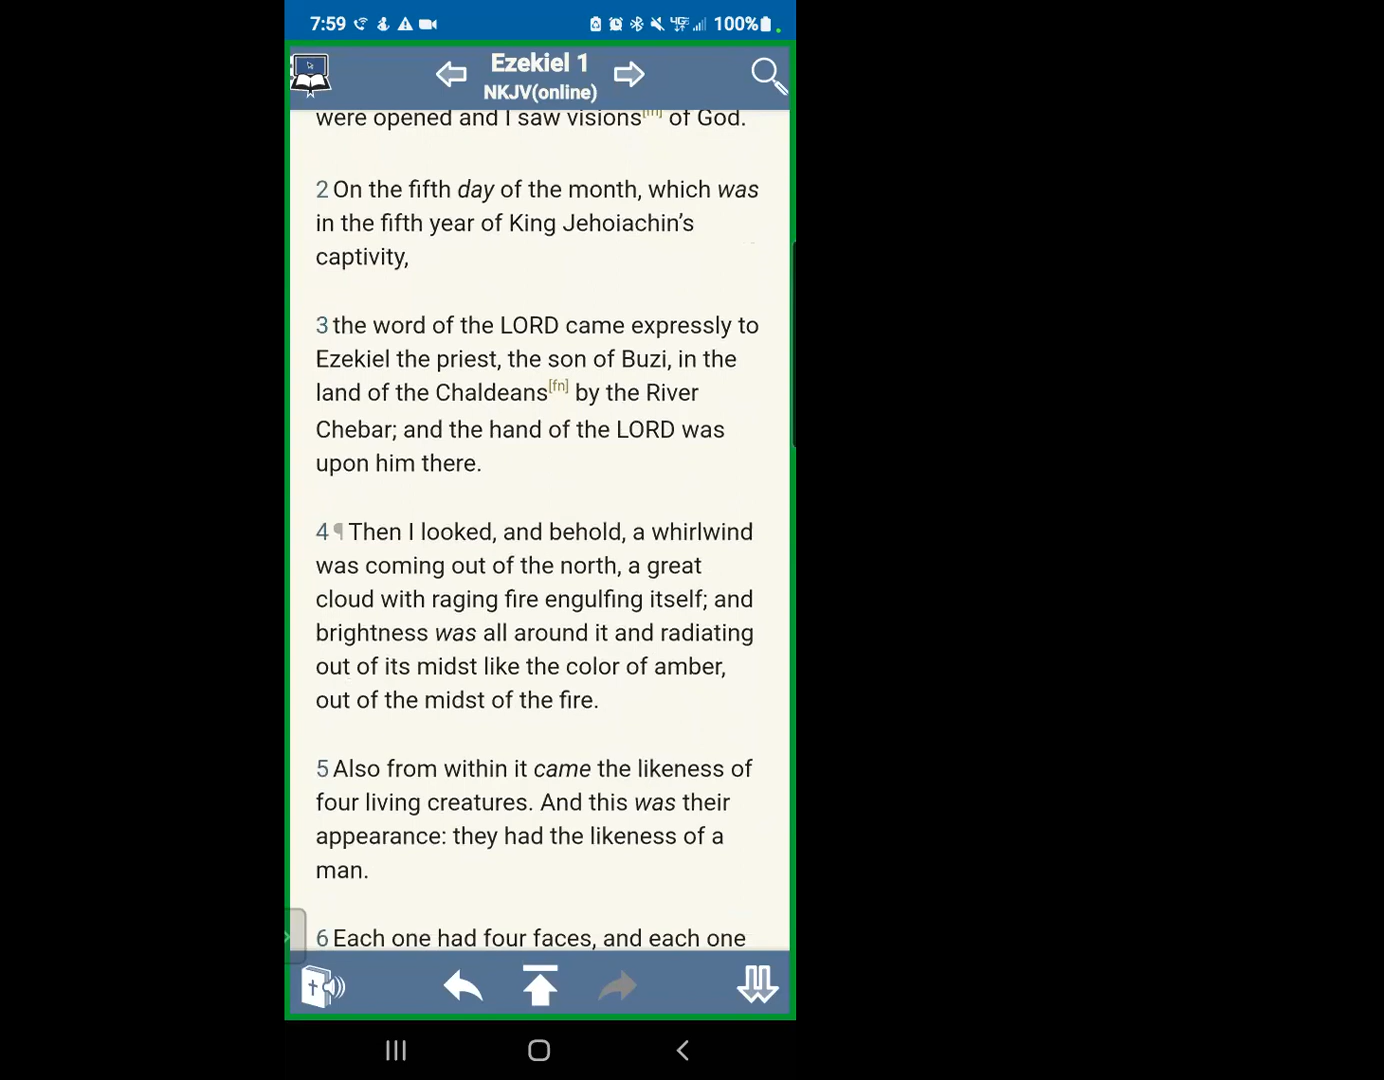 7:59 100%
Ezekiel 1
NKJV(online)
were opened and I saw visions[fn] of God.
2 On the fifth day of the month, which was
in the fifth year of King Jehoiachin’s
captivity,
3 the word of the LORD came expressly to
Ezekiel the priest, the son of Buzi, in the
land of the Chaldeans[fn] by the River
Chebar; and the hand of the LORD was
upon him there.
4 ¶ Then I looked, and behold, a whirlwind
was coming out of the north, a great
cloud with raging fire engulfing itself; and
brightness was all around it and radiating
out of its midst like the color of amber,
out of the midst of the fire.
5 Also from within it came the likeness of
four living creatures. And this was their
appearance: they had the likeness of a
man.
6 Each one had four faces, and each one